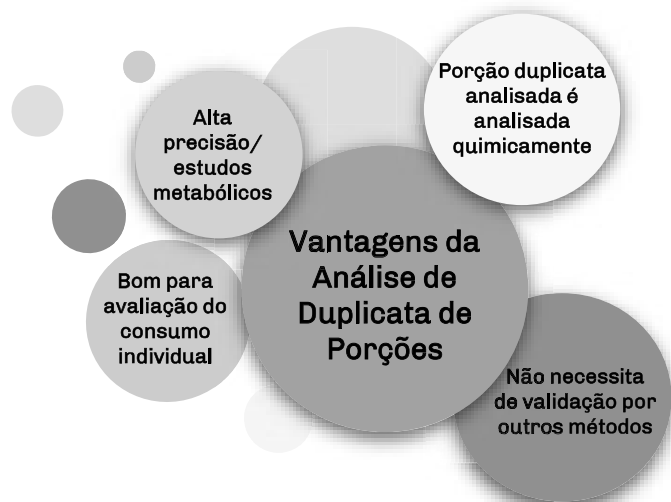 Porção duplicata
analisada é
analisada
quimicamente
Alta
precisão/
estudos
metabólicos
Vantagens da
Análise de
Duplicata de
Porções
Bom para
avaliação do
consumo
individual
Não necessita
de validação por
outros métodos